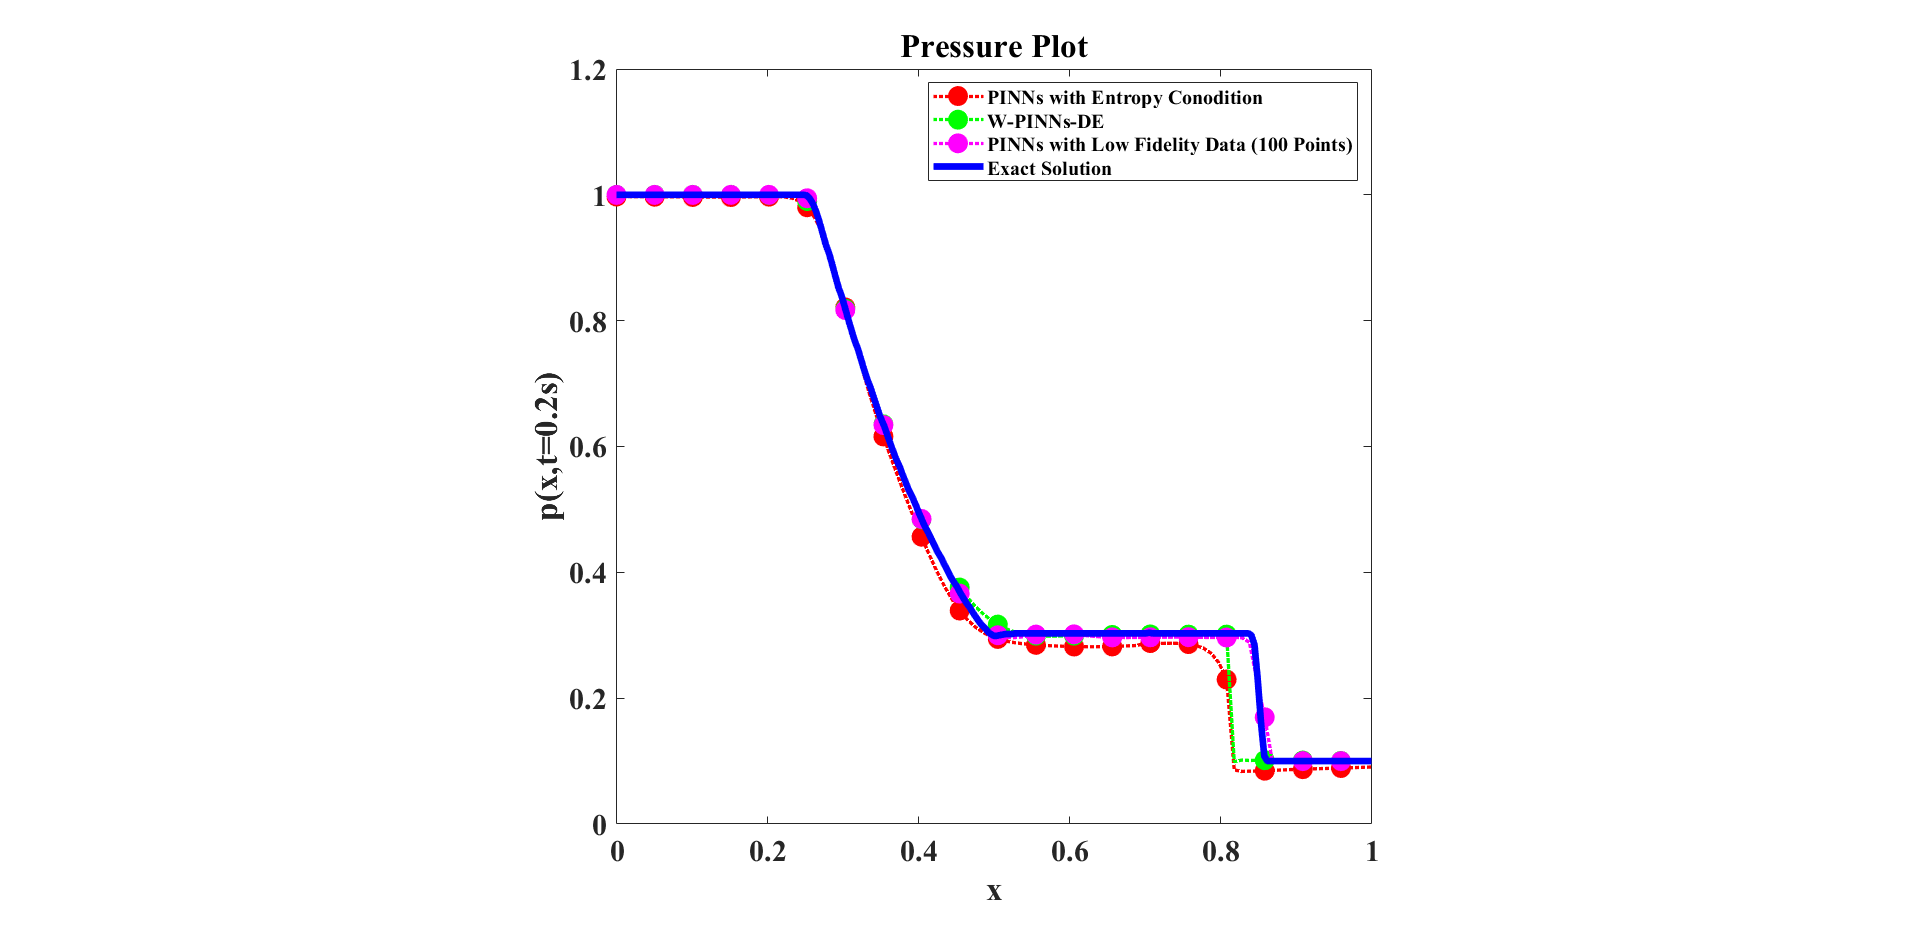 Pressure Plot
1.2
PINNs with Entropy Conodition
W-PINNs-DE
PINNs with Low Fidelity Data (100 Points)
Exact Solution
1
0.8
0.6
0.4
0.2
0
p(x,t=0.2s)
0 0.2 0.4 0.6 0.8 1
x